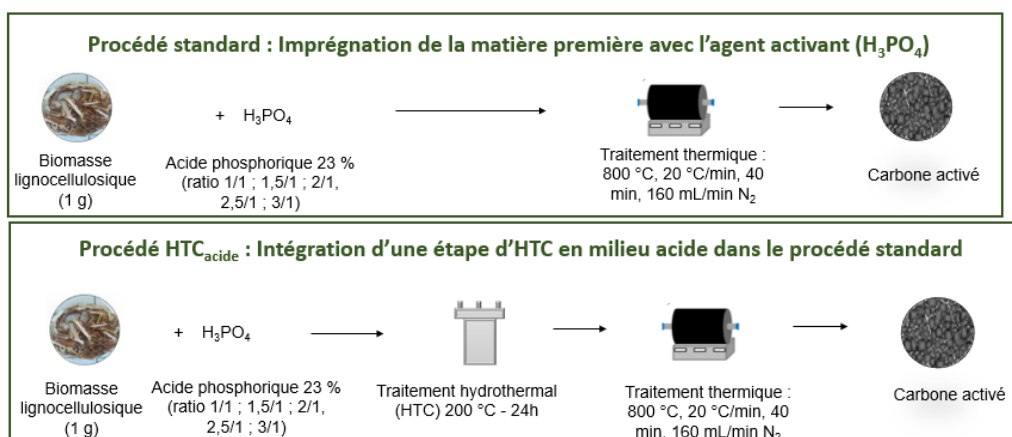 Procédé standard : Imprégnation de la matière première avec l'agent activant (H₃PO₄)
+ H₃PO₄
Biomasse
lignocellulosique
(1 g)
Acide phosphorique 23 %
(ratio 1/1 ; 1,5/1 ; 2/1,
2,5/1 ; 3/1)
Traitement thermique :
800 °C, 20 °C/min, 40
min, 160 mL/min N₂
Carbone activé
Procédé HTCacide : Intégration d'une étape d'HTC en milieu acide dans le procédé standard
+ H₃PO₄
Biomasse
lignocellulosique
(1 g)
Acide phosphorique 23 %
(ratio 1/1 ; 1,5/1 ; 2/1,
2,5/1 ; 3/1)
Traitement hydrothermal
(HTC) 200 °C - 24h
Traitement thermique :
800 °C, 20 °C/min, 40
min, 160 mL/min N₂
Carbone activé